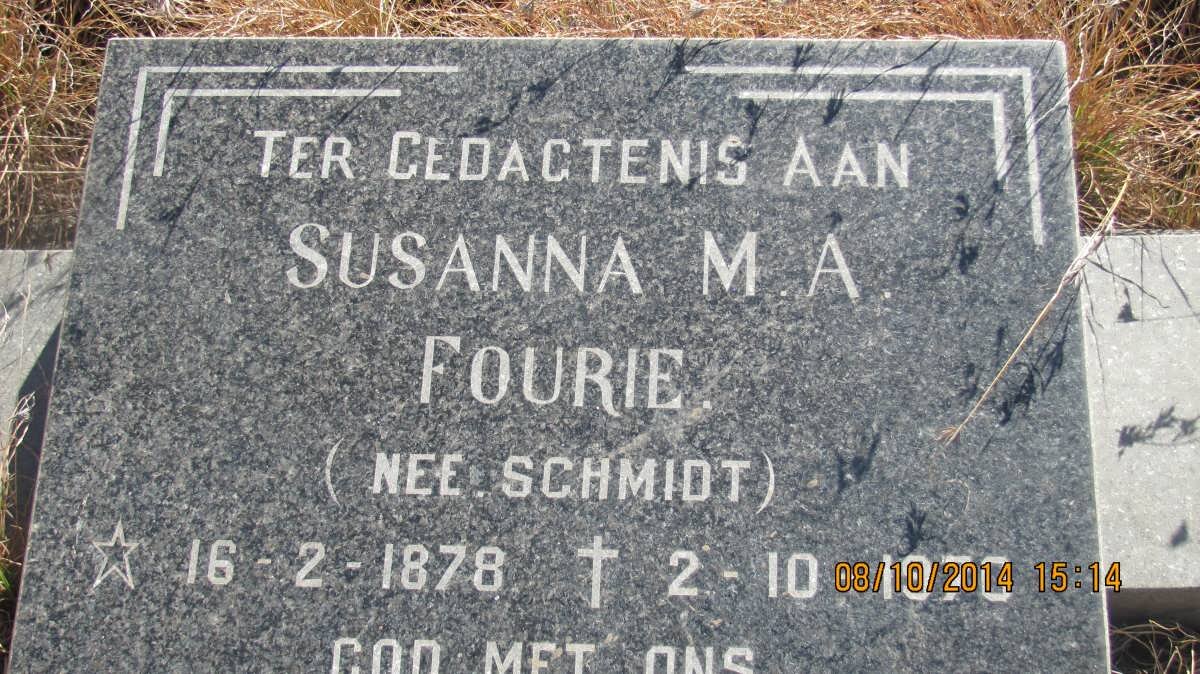 TER GEDAGTENIS AAN
SUSANNA M. A
FOURIE.
( NEE. SCHMIDT )
☆ 16 - 2 - 1878 † 2 - 10
08/10/2014 15:14
GOD MET ONS